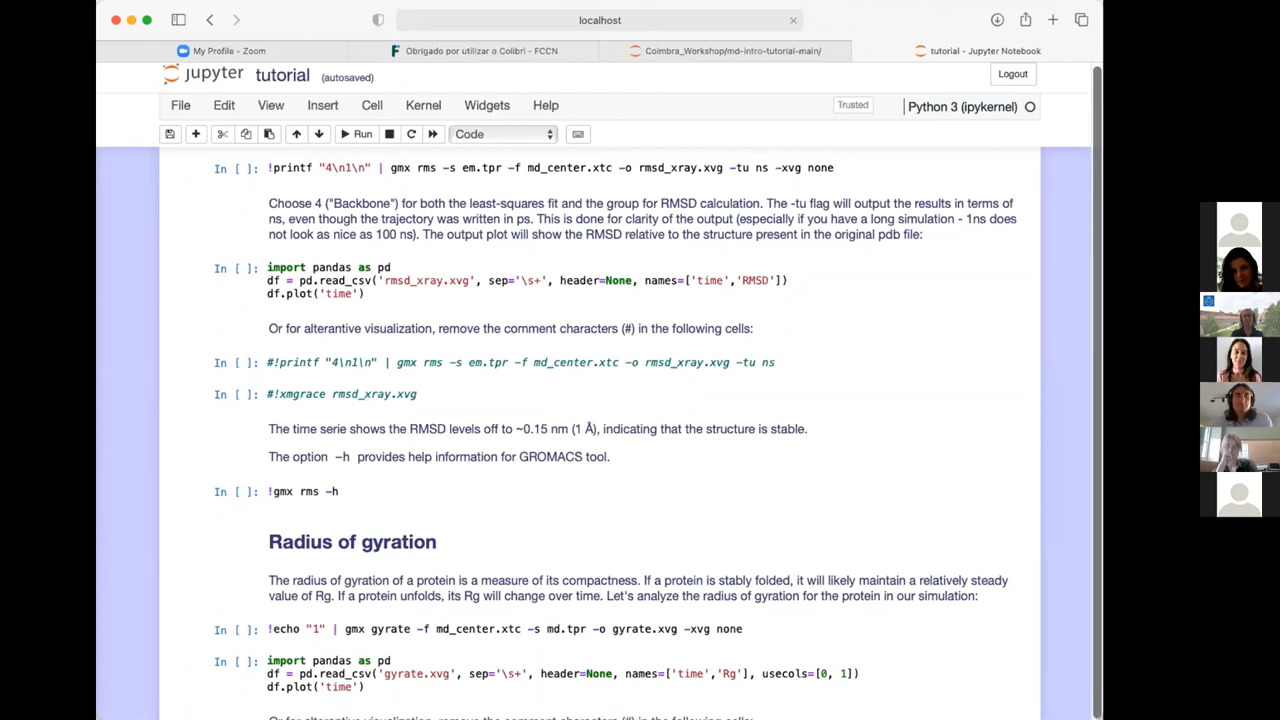 localhost
My Profile - Zoom
Obrigado por utilizar o Colibri - FCCN
Coimbra_Workshop/md-intro-tutorial-main/
tutorial - Jupyter Notebook
jupyter tutorial (autosaved)
Logout
File Edit View Insert Cell Kernel Widgets Help
Trusted
Python 3 (ipykernel)
Run
Code
In [ ]: !printf "4\n1\n" | gmx rms -s em.tpr -f md_center.xtc -o rmsd_xray.xvg -tu ns -xvg none
Choose 4 ("Backbone") for both the least-squares fit and the group for RMSD calculation. The -tu flag will output the results in terms of
ns, even though the trajectory was written in ps. This is done for clarity of the output (especially if you have a long simulation - 1ns does
not look as nice as 100 ns). The output plot will show the RMSD relative to the structure present in the original pdb file:
In [ ]: import pandas as pd
df = pd.read_csv('rmsd_xray.xvg', sep='\s+', header=None, names=['time','RMSD'])
df.plot('time')
Or for alterantive visualization, remove the comment characters (#) in the following cells:
In [ ]: #!printf "4\n1\n" | gmx rms -s em.tpr -f md_center.xtc -o rmsd_xray.xvg -tu ns
In [ ]: #!xmgrace rmsd_xray.xvg
The time serie shows the RMSD levels off to ~0.15 nm (1 Å), indicating that the structure is stable.
The option -h provides help information for GROMACS tool.
In [ ]: !gmx rms -h
Radius of gyration
The radius of gyration of a protein is a measure of its compactness. If a protein is stably folded, it will likely maintain a relatively steady
value of Rg. If a protein unfolds, its Rg will change over time. Let's analyze the radius of gyration for the protein in our simulation:
In [ ]: !echo "1" | gmx gyrate -f md_center.xtc -s md.tpr -o gyrate.xvg -xvg none
In [ ]: import pandas as pd
df = pd.read_csv('gyrate.xvg', sep='\s+', header=None, names=['time','Rg'], usecols=[0, 1])
df.plot('time')
Or for alterantive visualization, remove the comment characters (#) in the following cells: